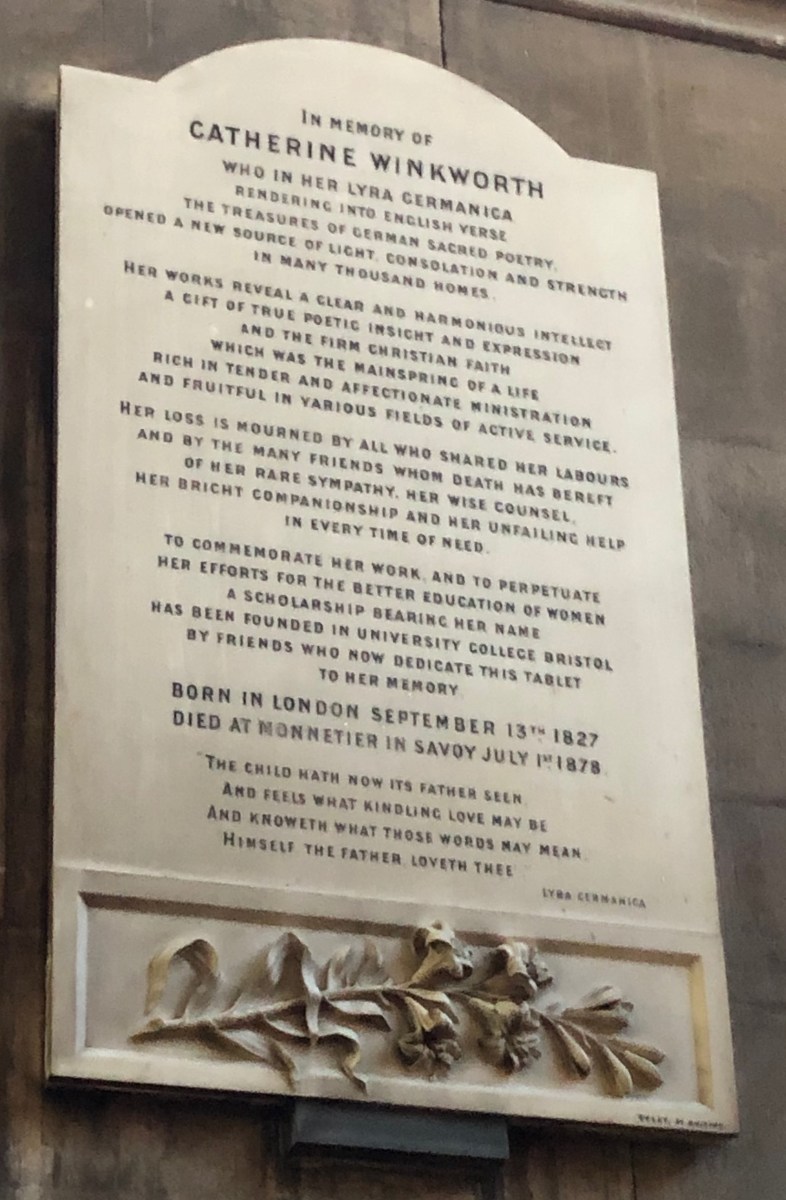 IN MEMORY OF
CATHERINE WINKWORTH
WHO IN HER LYRA GERMANICA
RENDERING INTO ENGLISH VERSE
THE TREASURES OF GERMAN SACRED POETRY,
OPENED A NEW SOURCE OF LIGHT, CONSOLATION AND STRENGTH
IN MANY THOUSAND HOMES.
HER WORKS REVEAL A CLEAR AND HARMONIOUS INTELLECT
A GIFT OF TRUE POETIC INSIGHT AND EXPRESSION
AND THE FIRM CHRISTIAN FAITH
WHICH WAS THE MAINSPRING OF A LIFE
RICH IN TENDER AND AFFECTIONATE MINISTRATION
AND FRUITFUL IN VARIOUS FIELDS OF ACTIVE SERVICE.
HER LOSS IS MOURNED BY ALL WHO SHARED HER LABOURS
AND BY THE MANY FRIENDS WHOM DEATH HAS BEREFT
OF HER RARE SYMPATHY, HER WISE COUNSEL,
HER BRIGHT COMPANIONSHIP AND HER UNFAILING HELP
IN EVERY TIME OF NEED.
TO COMMEMORATE HER WORK, AND TO PERPETUATE
HER EFFORTS FOR THE BETTER EDUCATION OF WOMEN
A SCHOLARSHIP BEARING HER NAME
HAS BEEN FOUNDED IN UNIVERSITY COLLEGE BRISTOL
BY FRIENDS WHO NOW DEDICATE THIS TABLET
TO HER MEMORY
BORN IN LONDON SEPTEMBER 13TH 1827
DIED AT MONNETIER IN SAVOY JULY 1ST 1878.
"THE CHILD HATH NOW ITS FATHER SEEN
AND FEELS WHAT KINDLING LOVE MAY BE
AND KNOWETH WHAT THOSE WORDS MAY MEAN
HIMSELF THE FATHER LOVETH THEE"
LYRA GERMANICA